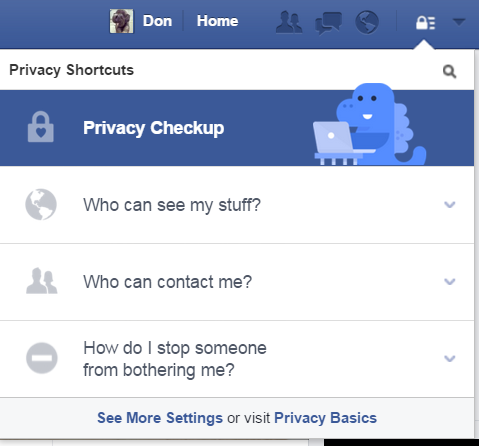 Don Home
Privacy Shortcuts
Privacy Checkup
Who can see my stuff?
Who can contact me?
How do I stop someone
from bothering me?
See More Settings or visit Privacy Basics